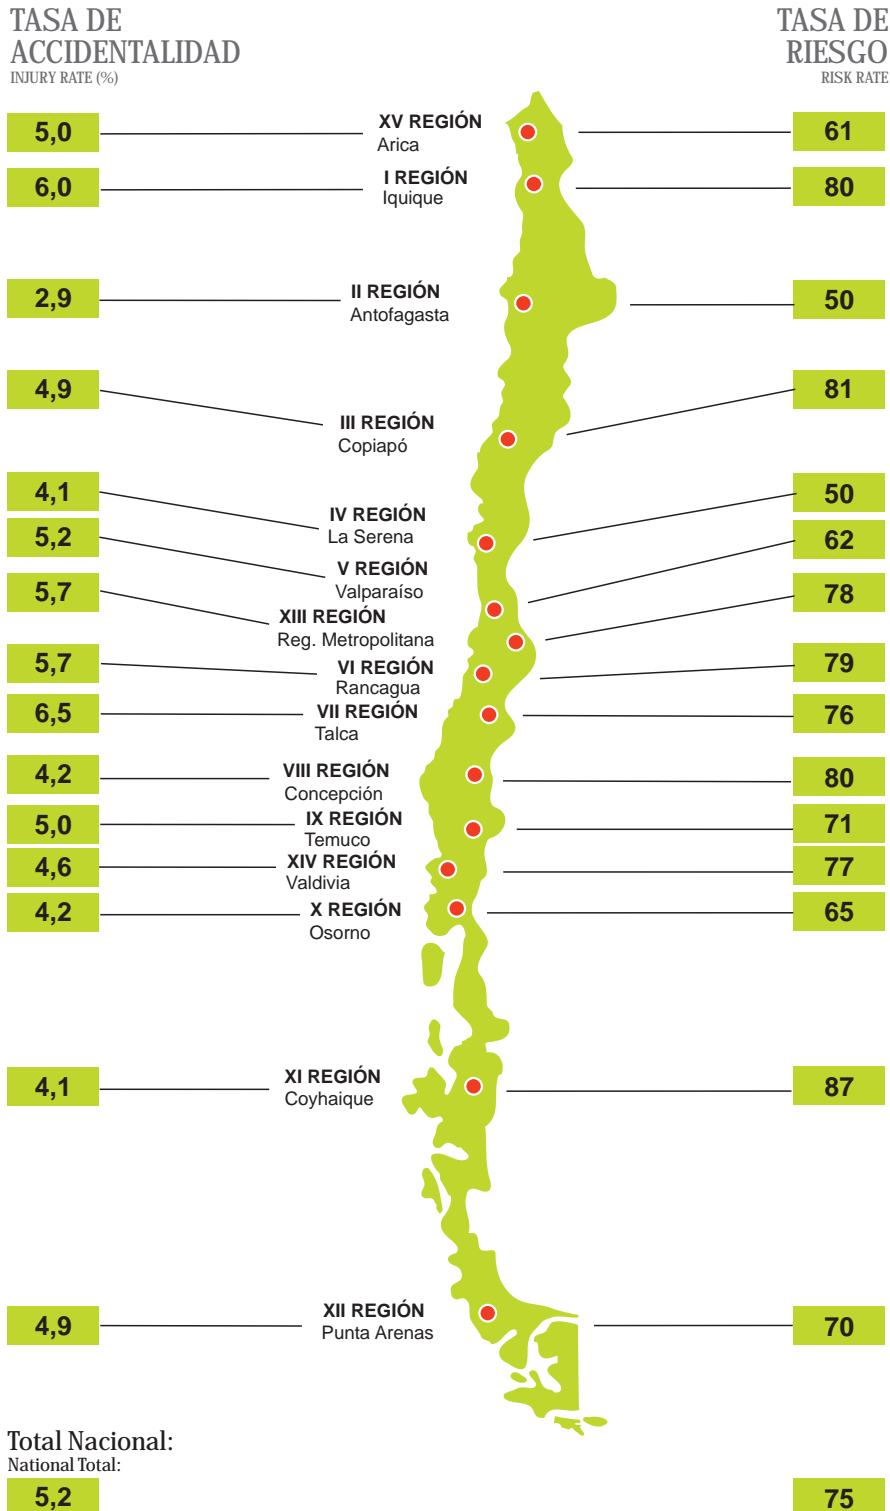 TASA DE
ACCIDENTALIDAD
INJURY RATE (%)
TASA DE
RIESGO
RISK RATE
5,0
XV REGIÓN
Arica
61
6,0
I REGIÓN
Iquique
80
2,9
II REGIÓN
Antofagasta
50
4,9
III REGIÓN
Copiapó
81
4,1
IV REGIÓN
La Serena
50
5,2
V REGIÓN
Valparaíso
62
5,7
XIII REGIÓN
Reg. Metropolitana
78
5,7
VI REGIÓN
Rancagua
79
6,5
VII REGIÓN
Talca
76
4,2
VIII REGIÓN
Concepción
80
5,0
IX REGIÓN
Temuco
71
4,6
XIV REGIÓN
Valdivia
77
4,2
X REGIÓN
Osorno
65
4,1
XI REGIÓN
Coyhaique
87
4,9
XII REGIÓN
Punta Arenas
70
Total Nacional:
National Total:
5,2
75